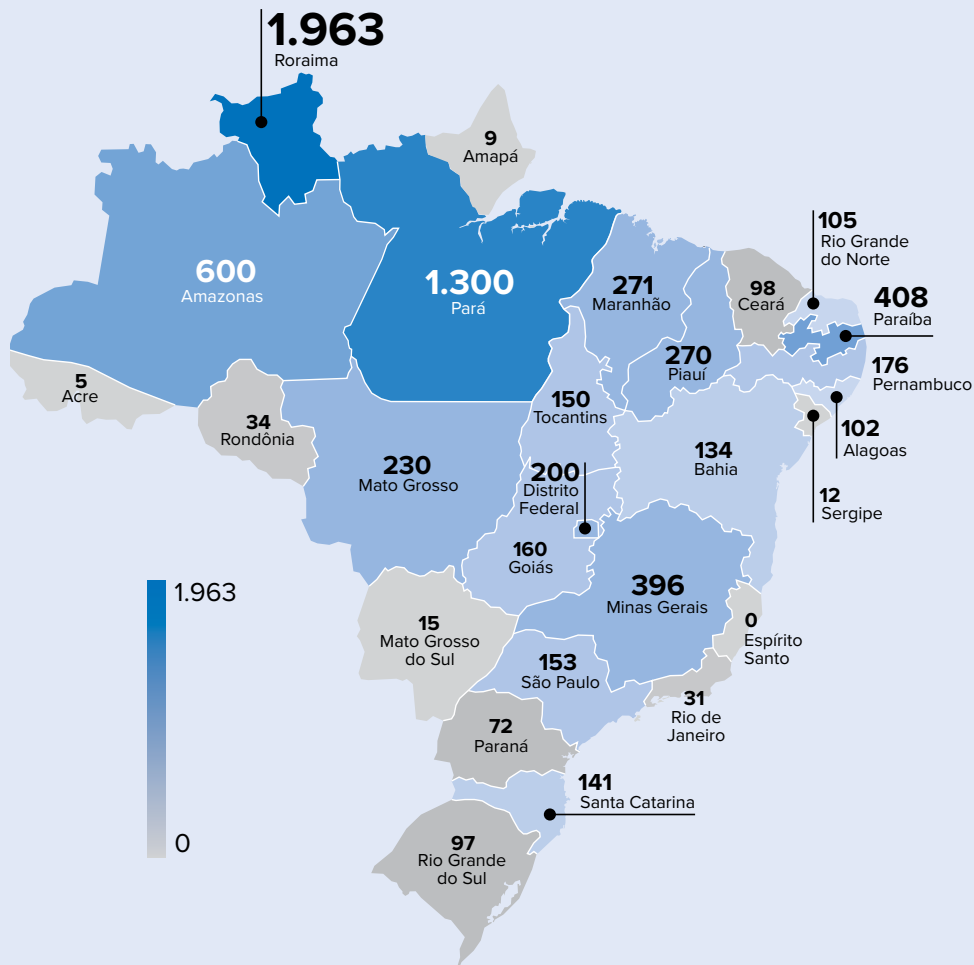 1.963
Roraima
9
Amapá
600
Amazonas
1.300
Pará
271
Maranhão
98
Ceará
105
Rio Grande
do Norte
408
Paraíba
270
Piauí
176
Pernambuco
5
Acre
34
Rondônia
150
Tocantins
102
Alagoas
230
Mato Grosso
200
Distrito
Federal
134
Bahia
12
Sergipe
160
Goiás
396
Minas Gerais
1.963
0
15
Mato Grosso
do Sul
0
Espírito
Santo
153
São Paulo
31
Rio de
Janeiro
72
Paraná
141
Santa Catarina
97
Rio Grande
do Sul